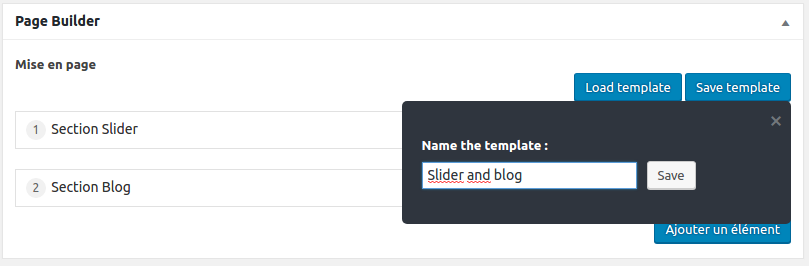 Page Builder
Mise en page
Load template
Save template
1 Section Slider
Name the template :
Slider and blog
Save
2 Section Blog
Ajouter un élément